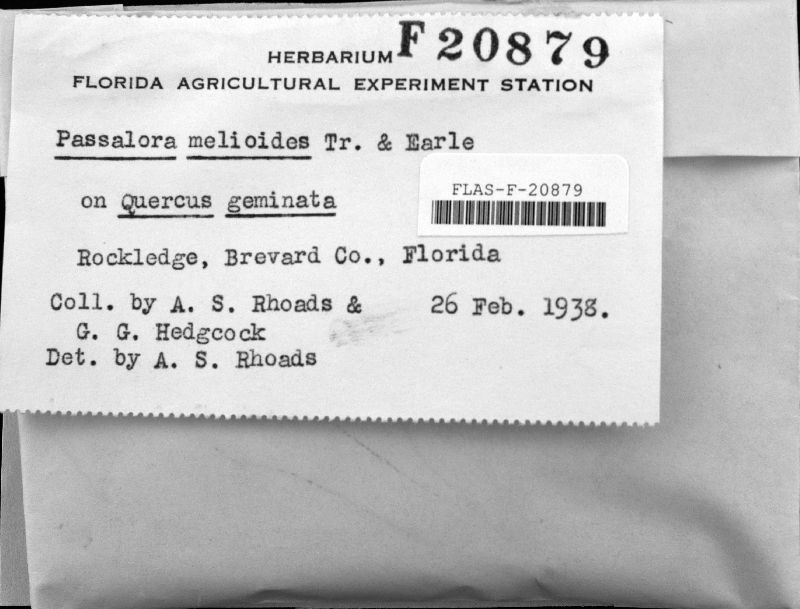 HERBARIUM F 20879
FLORIDA AGRICULTURAL EXPERIMENT STATION
Passalora melioides Tr. & Earle
FLAS-F-20879
on Quercus geminata
Rockledge, Brevard Co., Florida
Coll. by A. S. Rhoads & 26 Feb. 1938.
G. G. Hedgcock
Det. by A. S. Rhoads